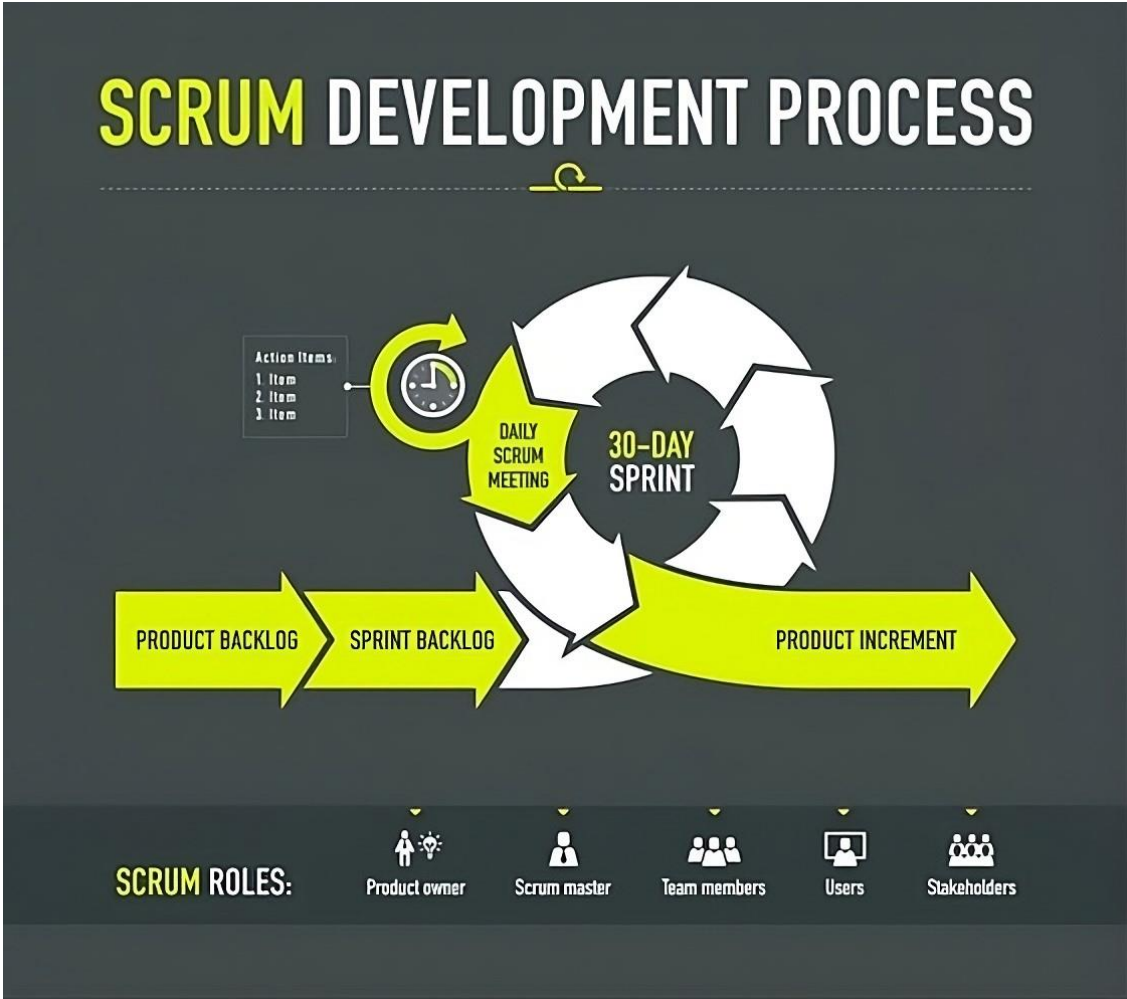 SCRUM DEVELOPMENT PROCESS
Action Items:
1. Item
2. Item
3. Item
DAILY
SCRUM
MEETING
30-DAY
SPRINT
PRODUCT BACKLOG
SPRINT BACKLOG
PRODUCT INCREMENT
SCRUM ROLES:
Product owner
Scrum master
Team members
Users
Stakeholders